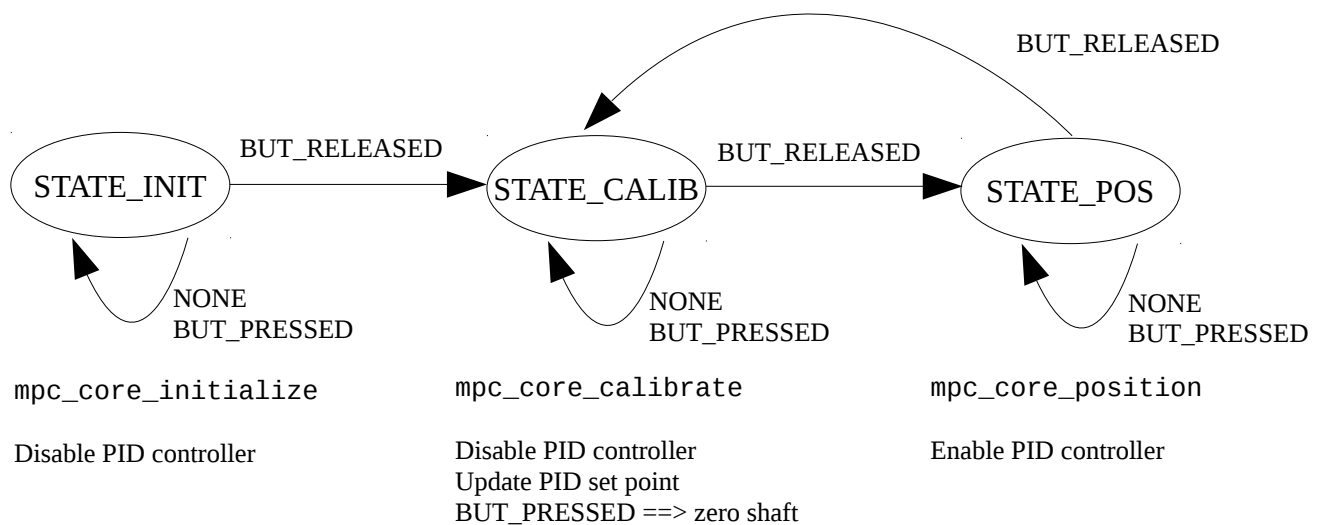 BUT_RELEASED
BUT_RELEASED
BUT_RELEASED
STATE_INIT
STATE_CALIB
STATE_POS
NONE
BUT_PRESSED
NONE
BUT_PRESSED
NONE
BUT_PRESSED
mpc_core_initialize
Disable PID controller
mpc_core_calibrate
Disable PID controller
Update PID set point
BUT_PRESSED ==> zero shaft
mpc_core_position
Enable PID controller